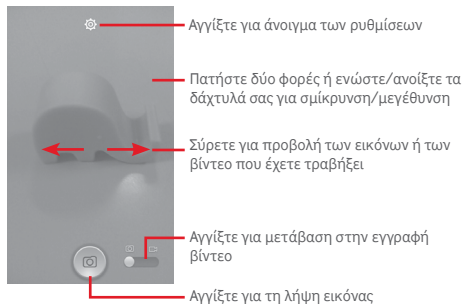 Αγγίξτε για άνοιγμα των ρυθμίσεων
Πατήστε δύο φορές ή ενώστε/ανοίξτε τα
δάχτυλά σας για σμίκρυνση/μεγέθυνση
Σύρετε για προβολή των εικόνων ή των
βίντεο που έχετε τραβήξει
Αγγίξτε για μετάβαση στην εγγραφή
βίντεο
Αγγίξτε για τη λήψη εικόνας